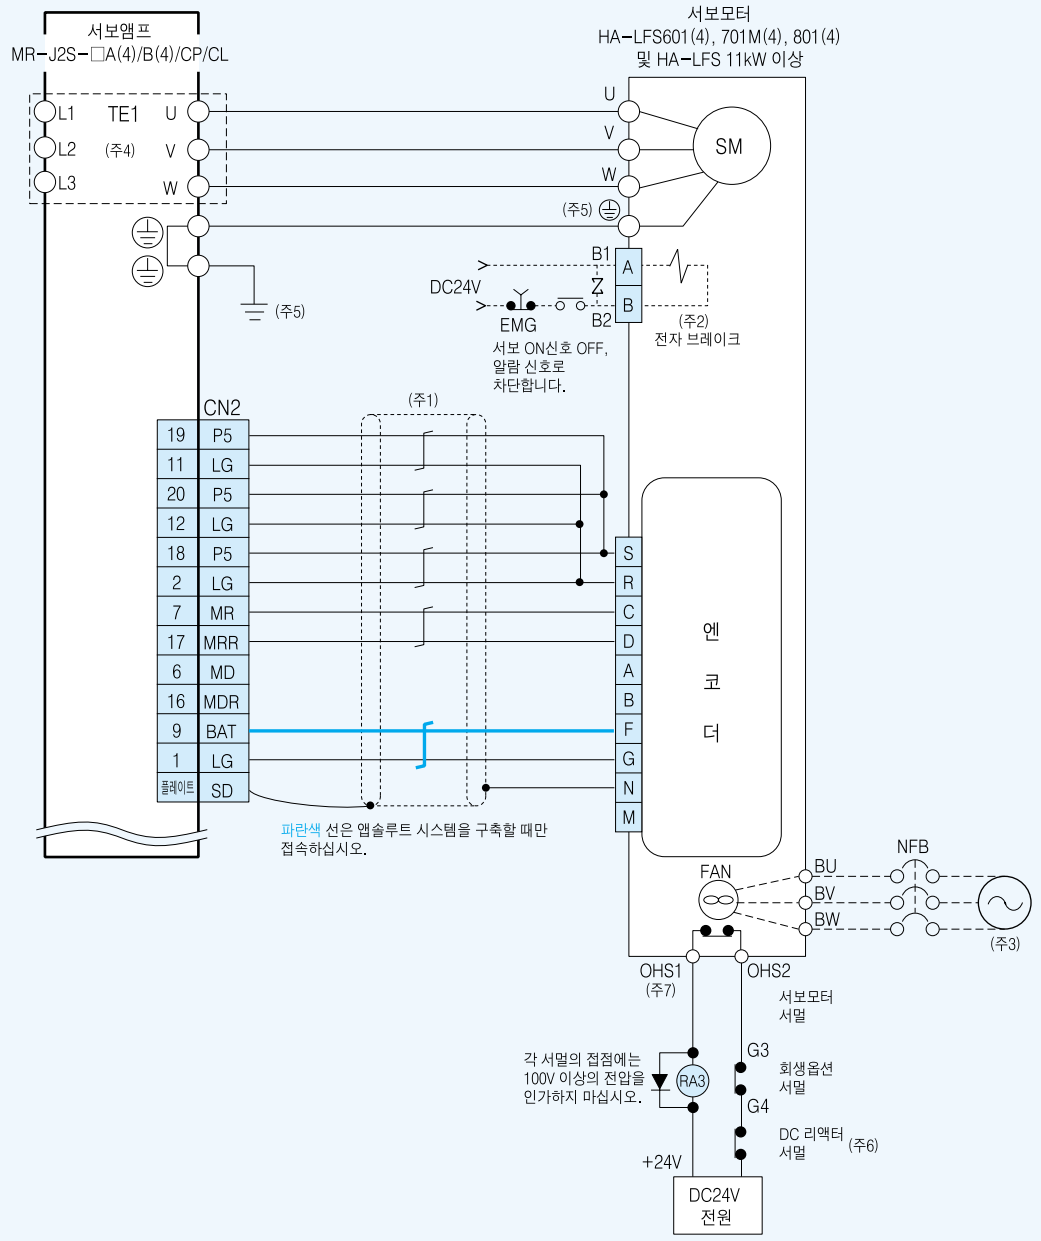 서보앰프
MR-J2S-□A(4)/B(4)/CP/CL
서보모터
HA-LFS601(4), 701M(4), 801(4)
및 HA-LFS 11kW 이상
L1
TE1
U
U
L2
(주4)
V
V
SM
L3
W
W
(주5)
(주5)
B1
A
DC24V
B
B2
EMG
(주2)
전자 브레이크
서보 ON신호 OFF,
알람 신호로
차단합니다.
(주1)
CN2
19 P5
11 LG
20 P5
12 LG
18 P5
2 LG
7 MR
17 MRR
6 MD
16 MDR
9 BAT
1 LG
플레이트 SD
S
R
C
D
A
B
F
G
N
M
엔
코
더
파란색 선은 앱솔루트 시스템을 구축할 때만
접속하십시오.
FAN
BU
BV
BW
NFB
(주3)
OHS1
(주7)
OHS2
서보모터
서멀
각 서멀의 접점에는
100V 이상의 전압을
인가하지 마십시오.
RA3
G3
회생옵션
서멀
G4
DC 리액터
서멀
(주6)
+24V
DC24V
전원